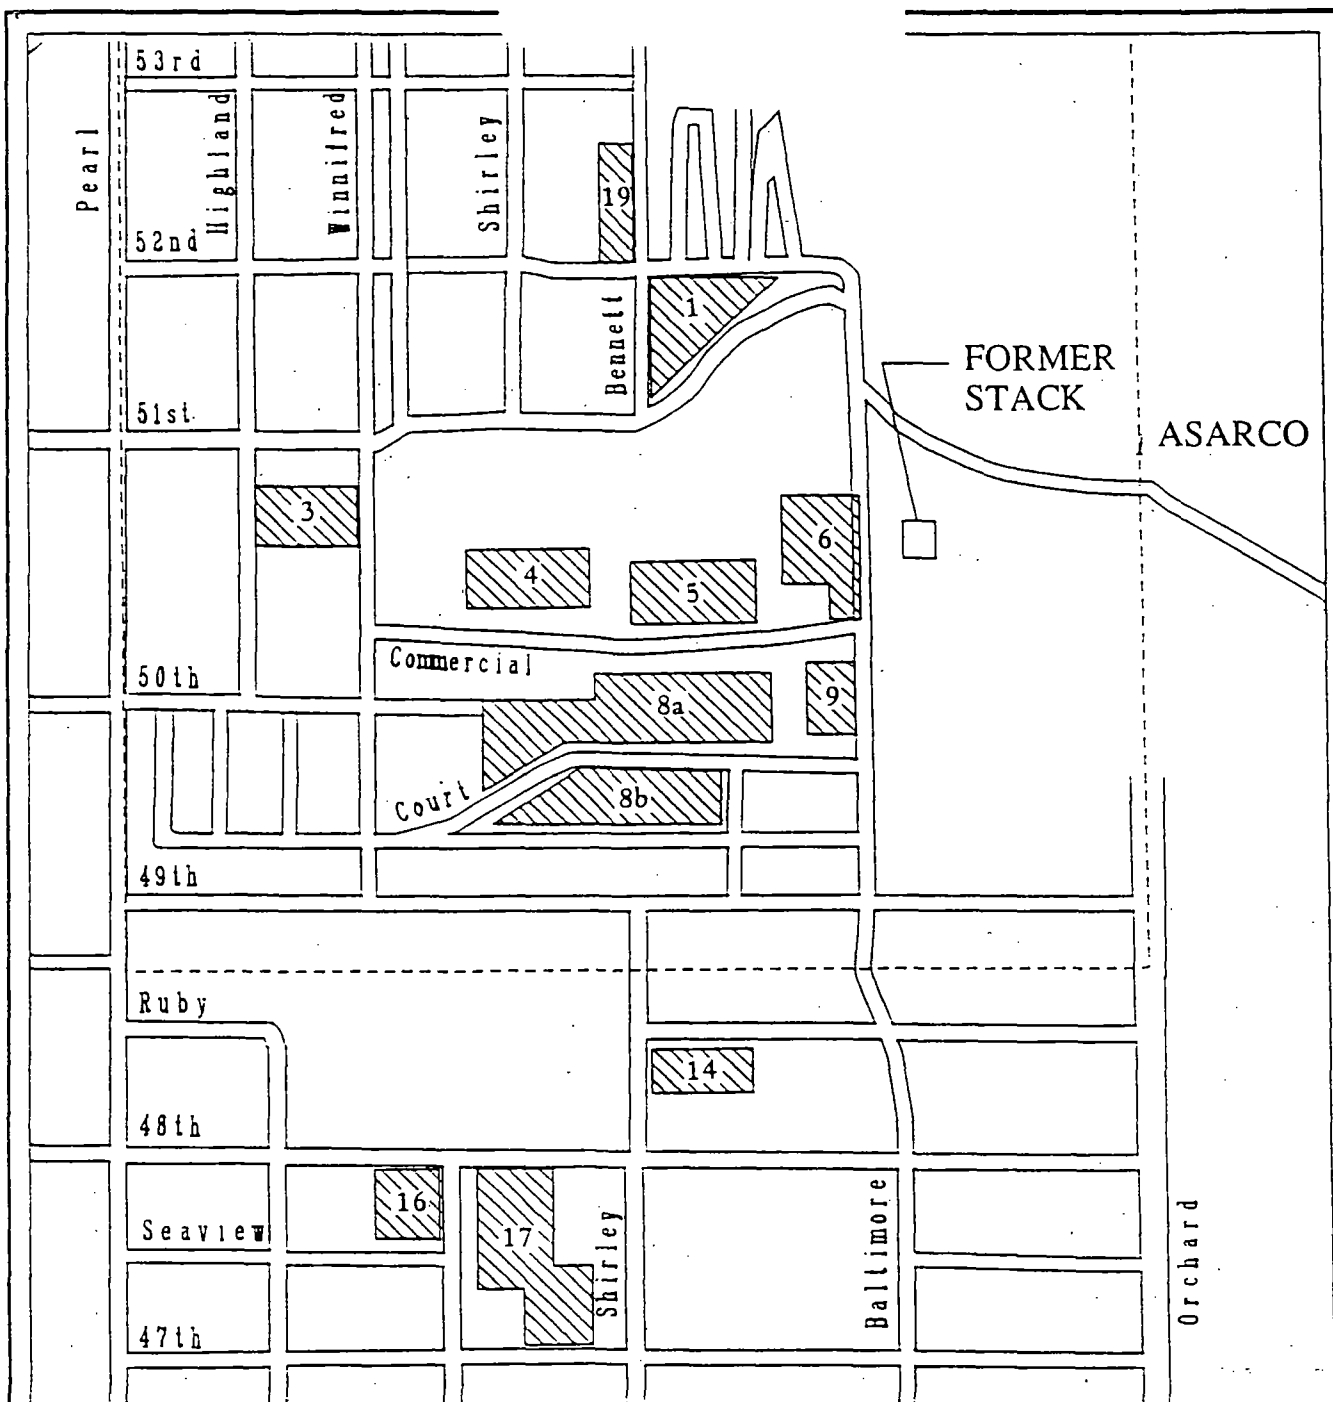 53rd
Pearl
Highland
Winnifred
Shirley
19
52nd
Bennett
1
FORMER
STACK
51st
ASARCO
3
6
4
5
Commercial
50th
8a
9
Court
8b
49th
Ruby
14
48th
16
17
Seaview
Shirley
Baltimore
Orchard
47th